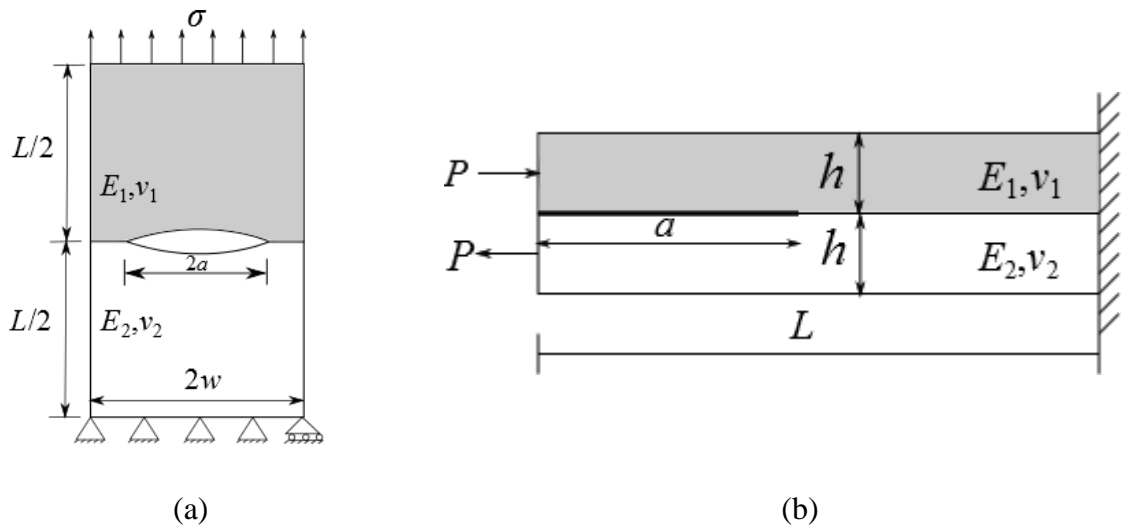 σ
L/2
E₁,v₁
2a
L/2
E₂,v₂
2w
(a)
P
h
E₁,v₁
a
P
h
E₂,v₂
L
(b)